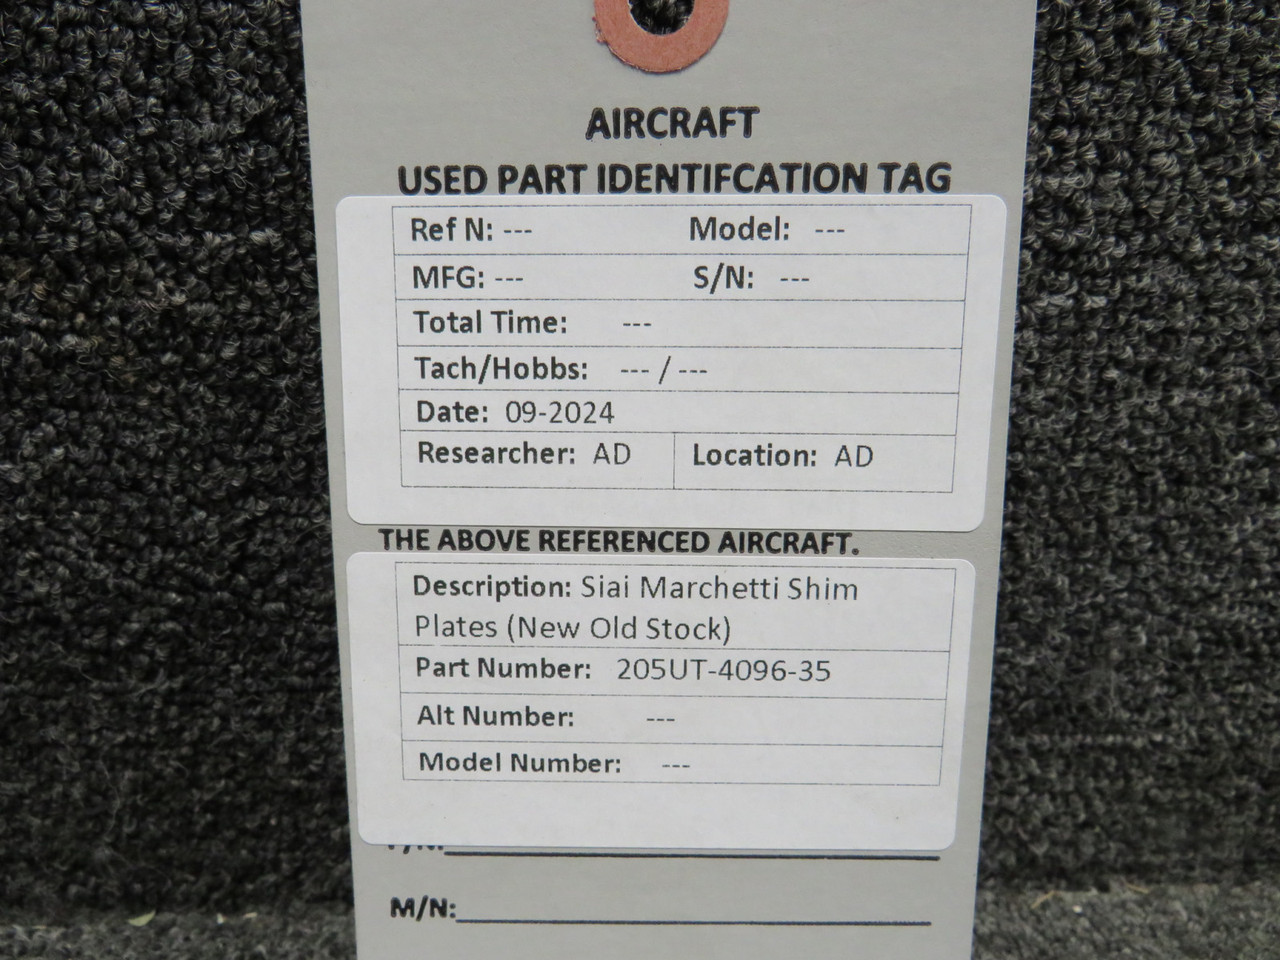 AIRCRAFT
USED PART IDENTIFCATION TAG
Ref N: --- Model: ---
MFG: --- S/N: ---
Total Time: ---
Tach/Hobbs: --- / ---
Date: 09-2024
Researcher: AD Location: AD
THE ABOVE REFERENCED AIRCRAFT.
Description: Siai Marchetti Shim
Plates (New Old Stock)
Part Number: 205UT-4096-35
Alt Number: ---
Model Number: ---
M/N: